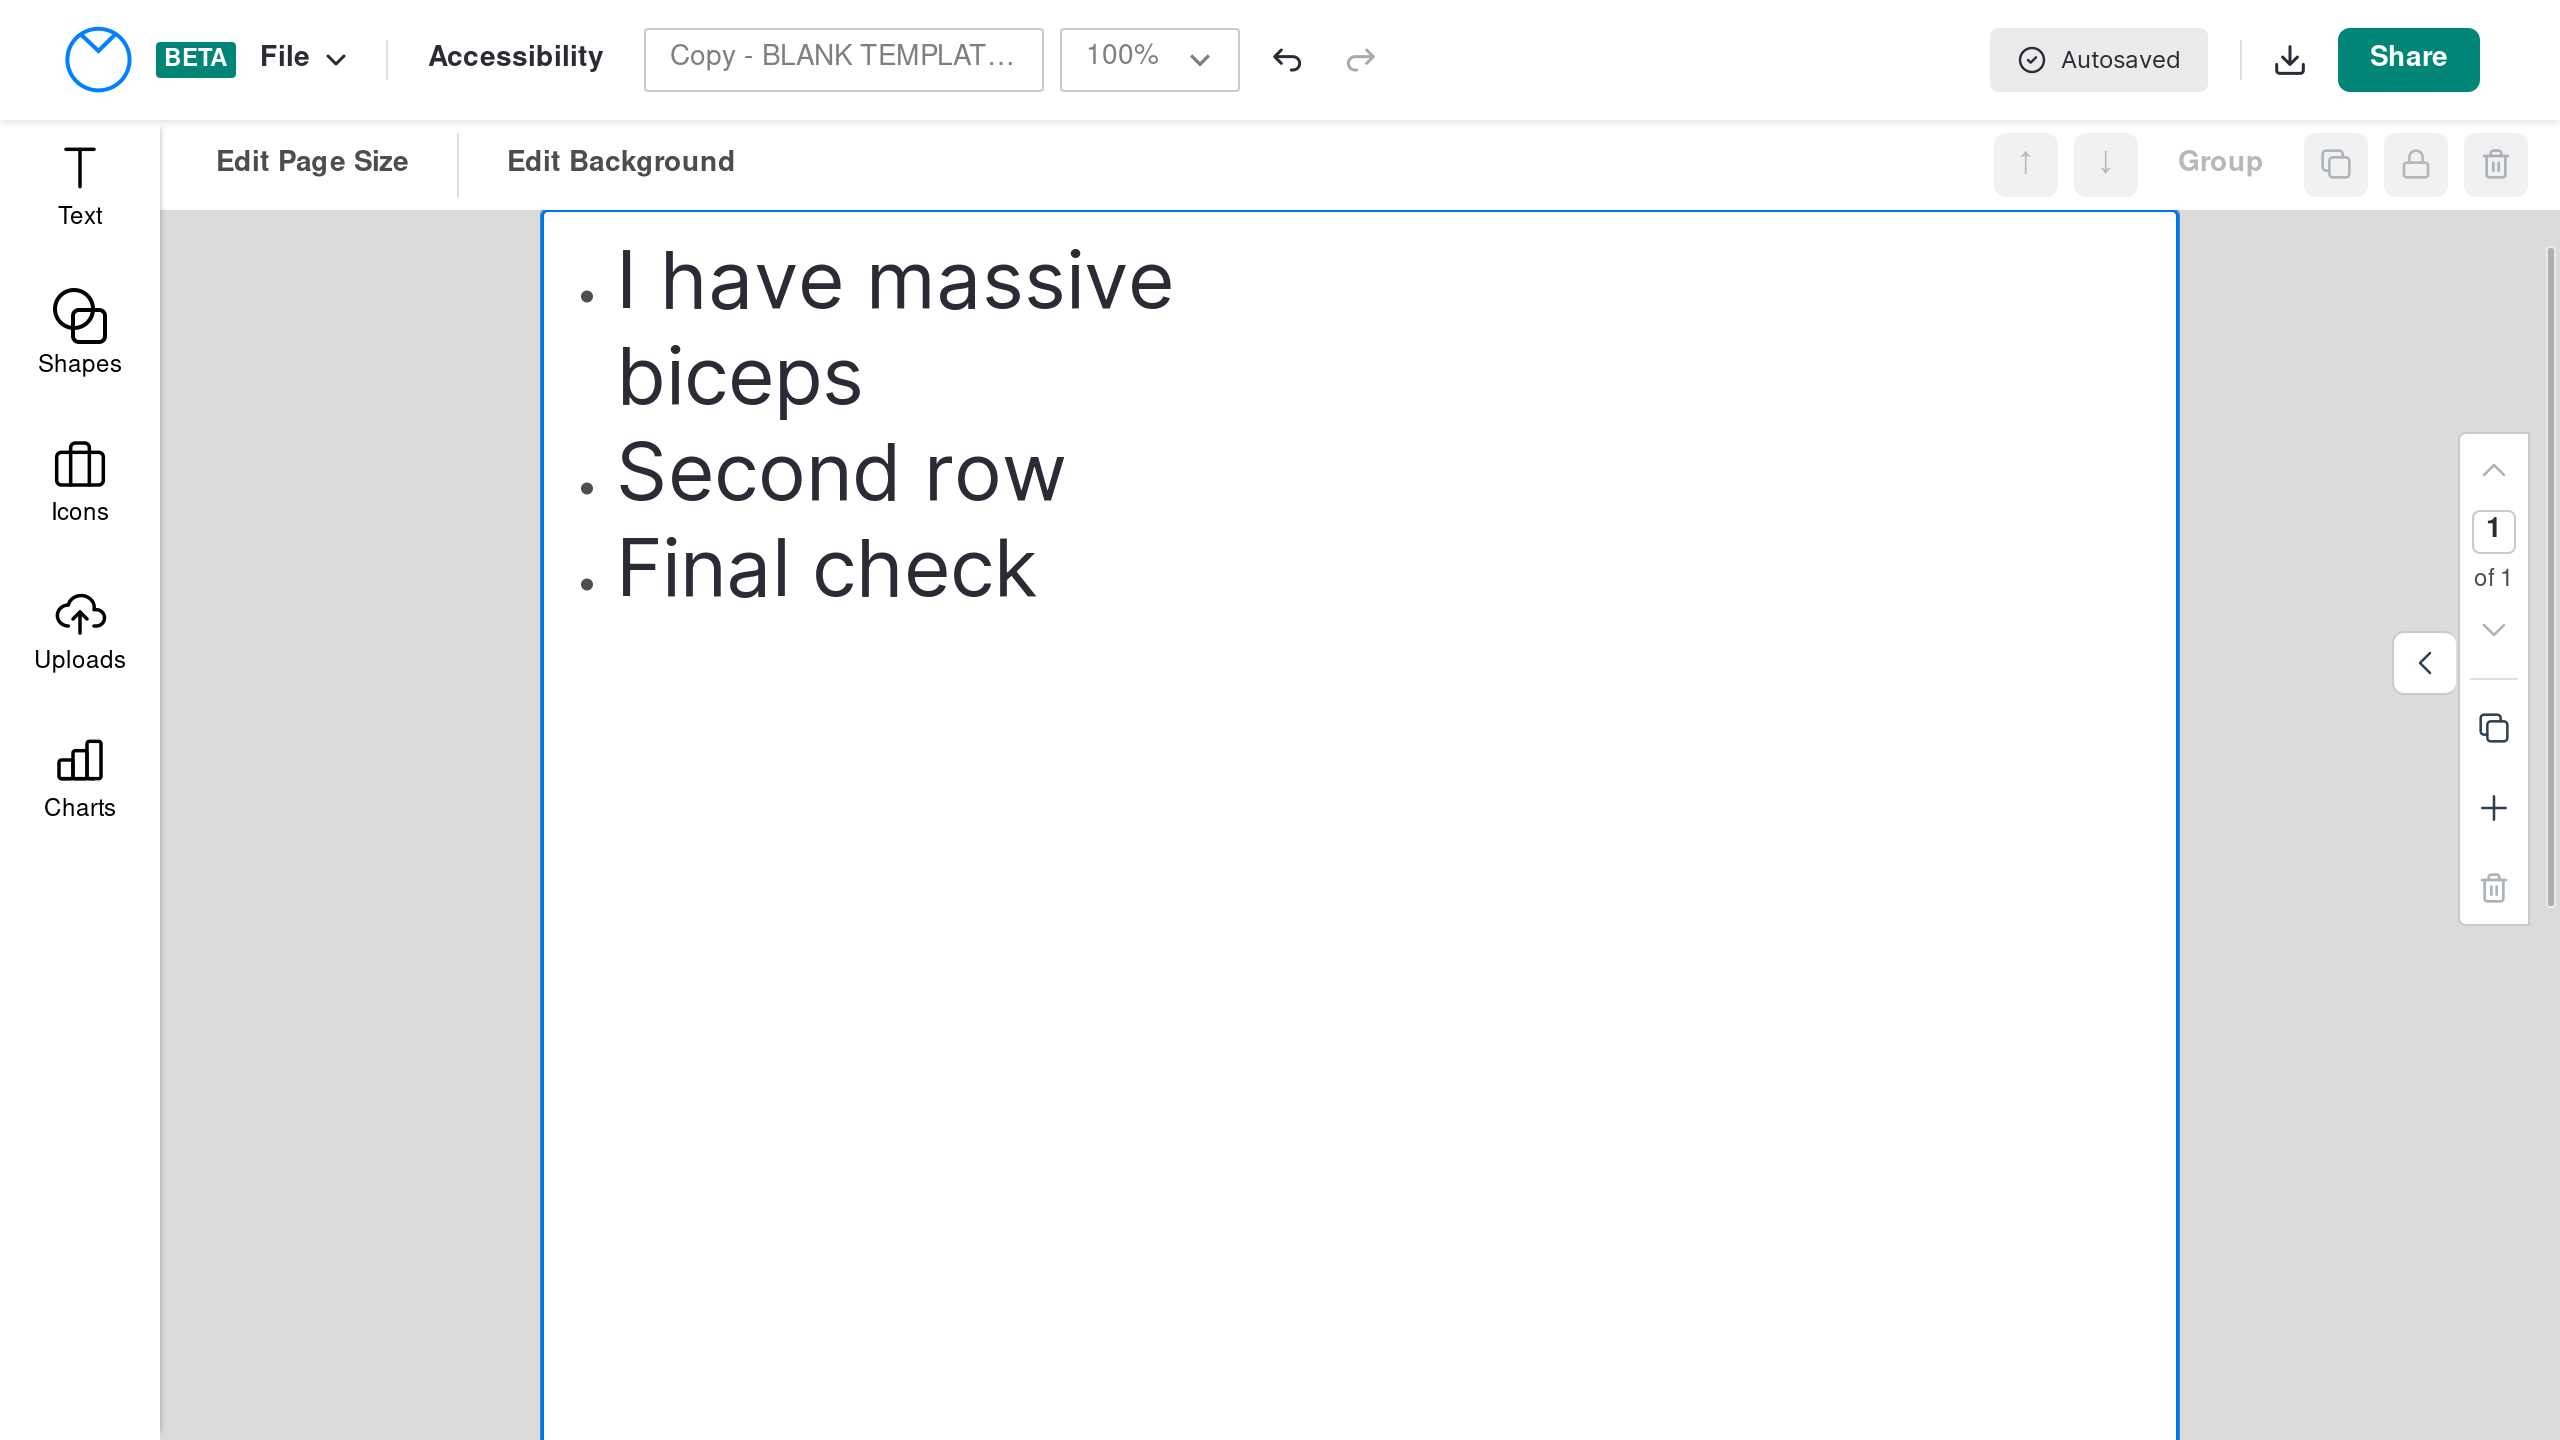 BETA File Accessibility Copy - BLANK TEMPLAT... 100% Autosaved Share
Edit Page Size Edit Background ↑ ↓ Group
Text
Shapes
Icons
Uploads
Charts
• I have massive
biceps
• Second row
• Final check
1
of 1